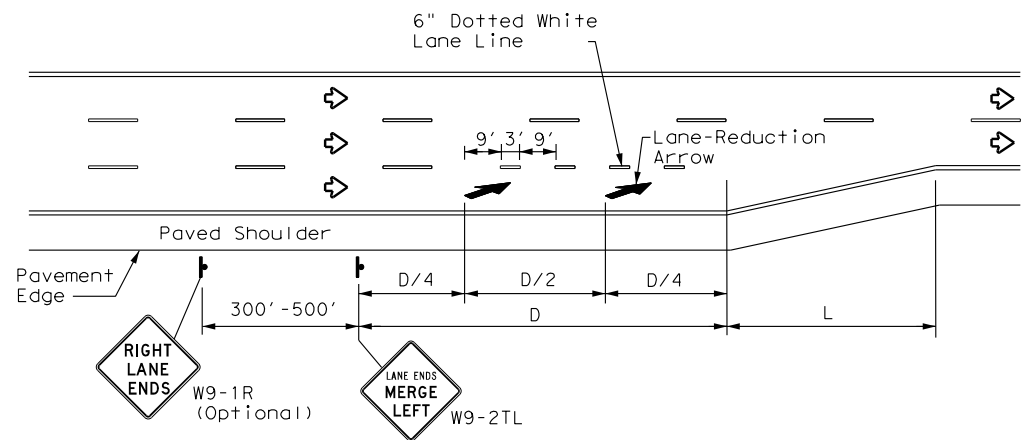 6" Dotted White
Lane Line
9' 3' 9'
Lane-Reduction
Arrow
Paved Shoulder
Pavement
Edge
D/4
D/2
D/4
300'-500'
D
L
RIGHT
LANE
ENDS
W9-1R
(Optional)
LANE ENDS
MERGE
LEFT
W9-2TL